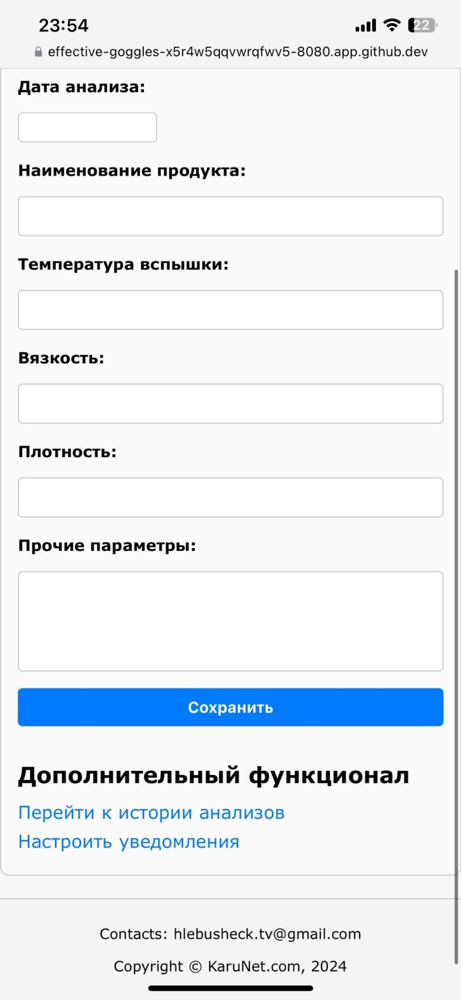 23:54
22
effective-goggles-x5r4w5qqvwrqfwv5-8080.app.github.dev
Дата анализа:
Наименование продукта:
Температура вспышки:
Вязкость:
Плотность:
Прочие параметры:
Сохранить
Дополнительный функционал
Перейти к истории анализов
Настроить уведомления
Contacts: hlebusheck.tv@gmail.com
Copyright © KaruNet.com, 2024